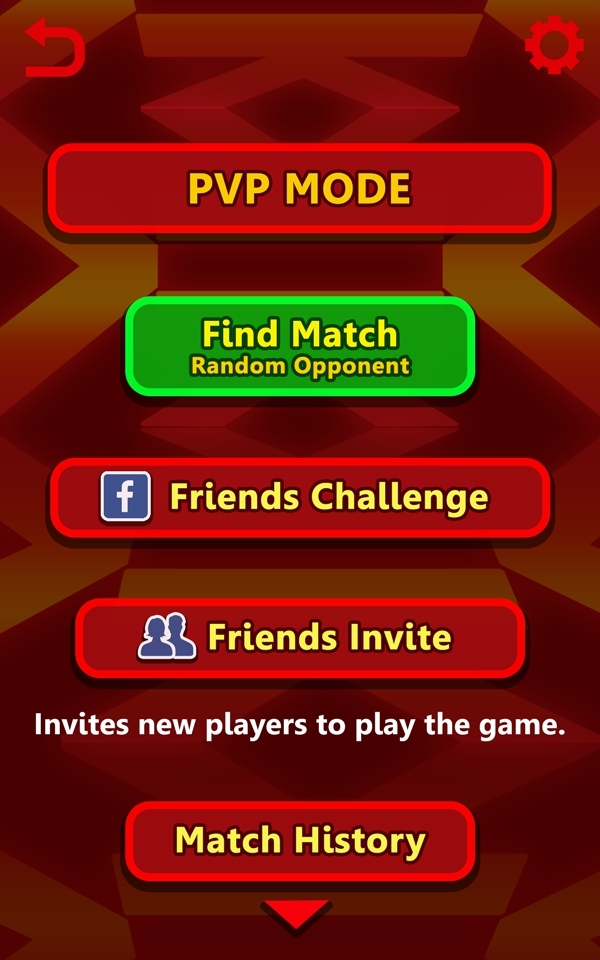 PVP MODE
Find Match
Random Opponent
f Friends Challenge
Friends Invite
Invites new players to play the game.
Match History